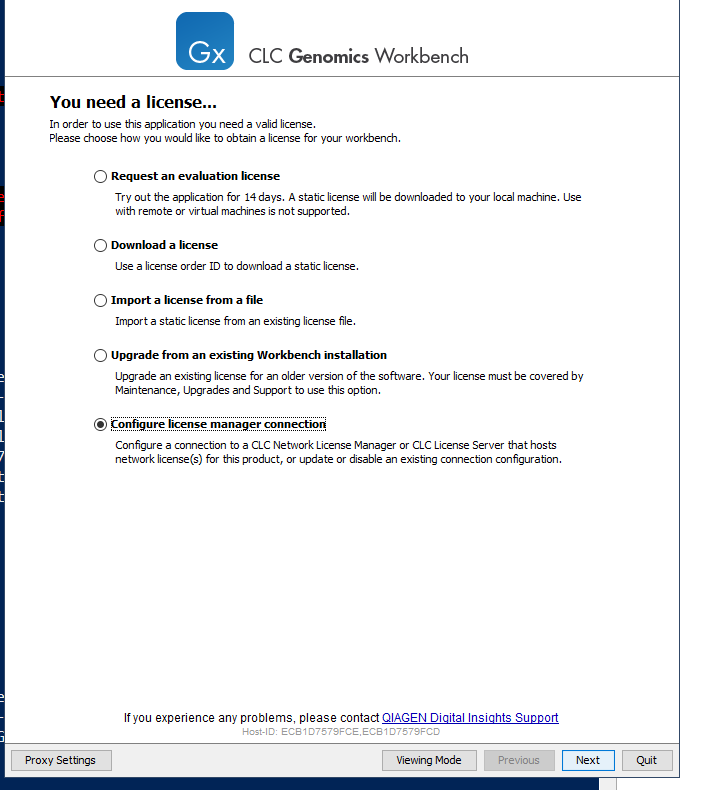 Gx CLC Genomics Workbench
You need a license...
In order to use this application you need a valid license.
Please choose how you would like to obtain a license for your workbench.
Request an evaluation license
Try out the application for 14 days. A static license will be downloaded to your local machine. Use
with remote or virtual machines is not supported.
Download a license
Use a license order ID to download a static license.
Import a license from a file
Import a static license from an existing license file.
Upgrade from an existing Workbench installation
Upgrade an existing license for an older version of the software. Your license must be covered by
Maintenance, Upgrades and Support to use this option.
Configure license manager connection
Configure a connection to a CLC Network License Manager or CLC License Server that hosts
network license(s) for this product, or update or disable an existing connection configuration.
If you experience any problems, please contact QIAGEN Digital Insights Support
Host-ID: ECB1D7579FCE,ECB1D7579FCD
Proxy Settings Viewing Mode Previous Next Quit